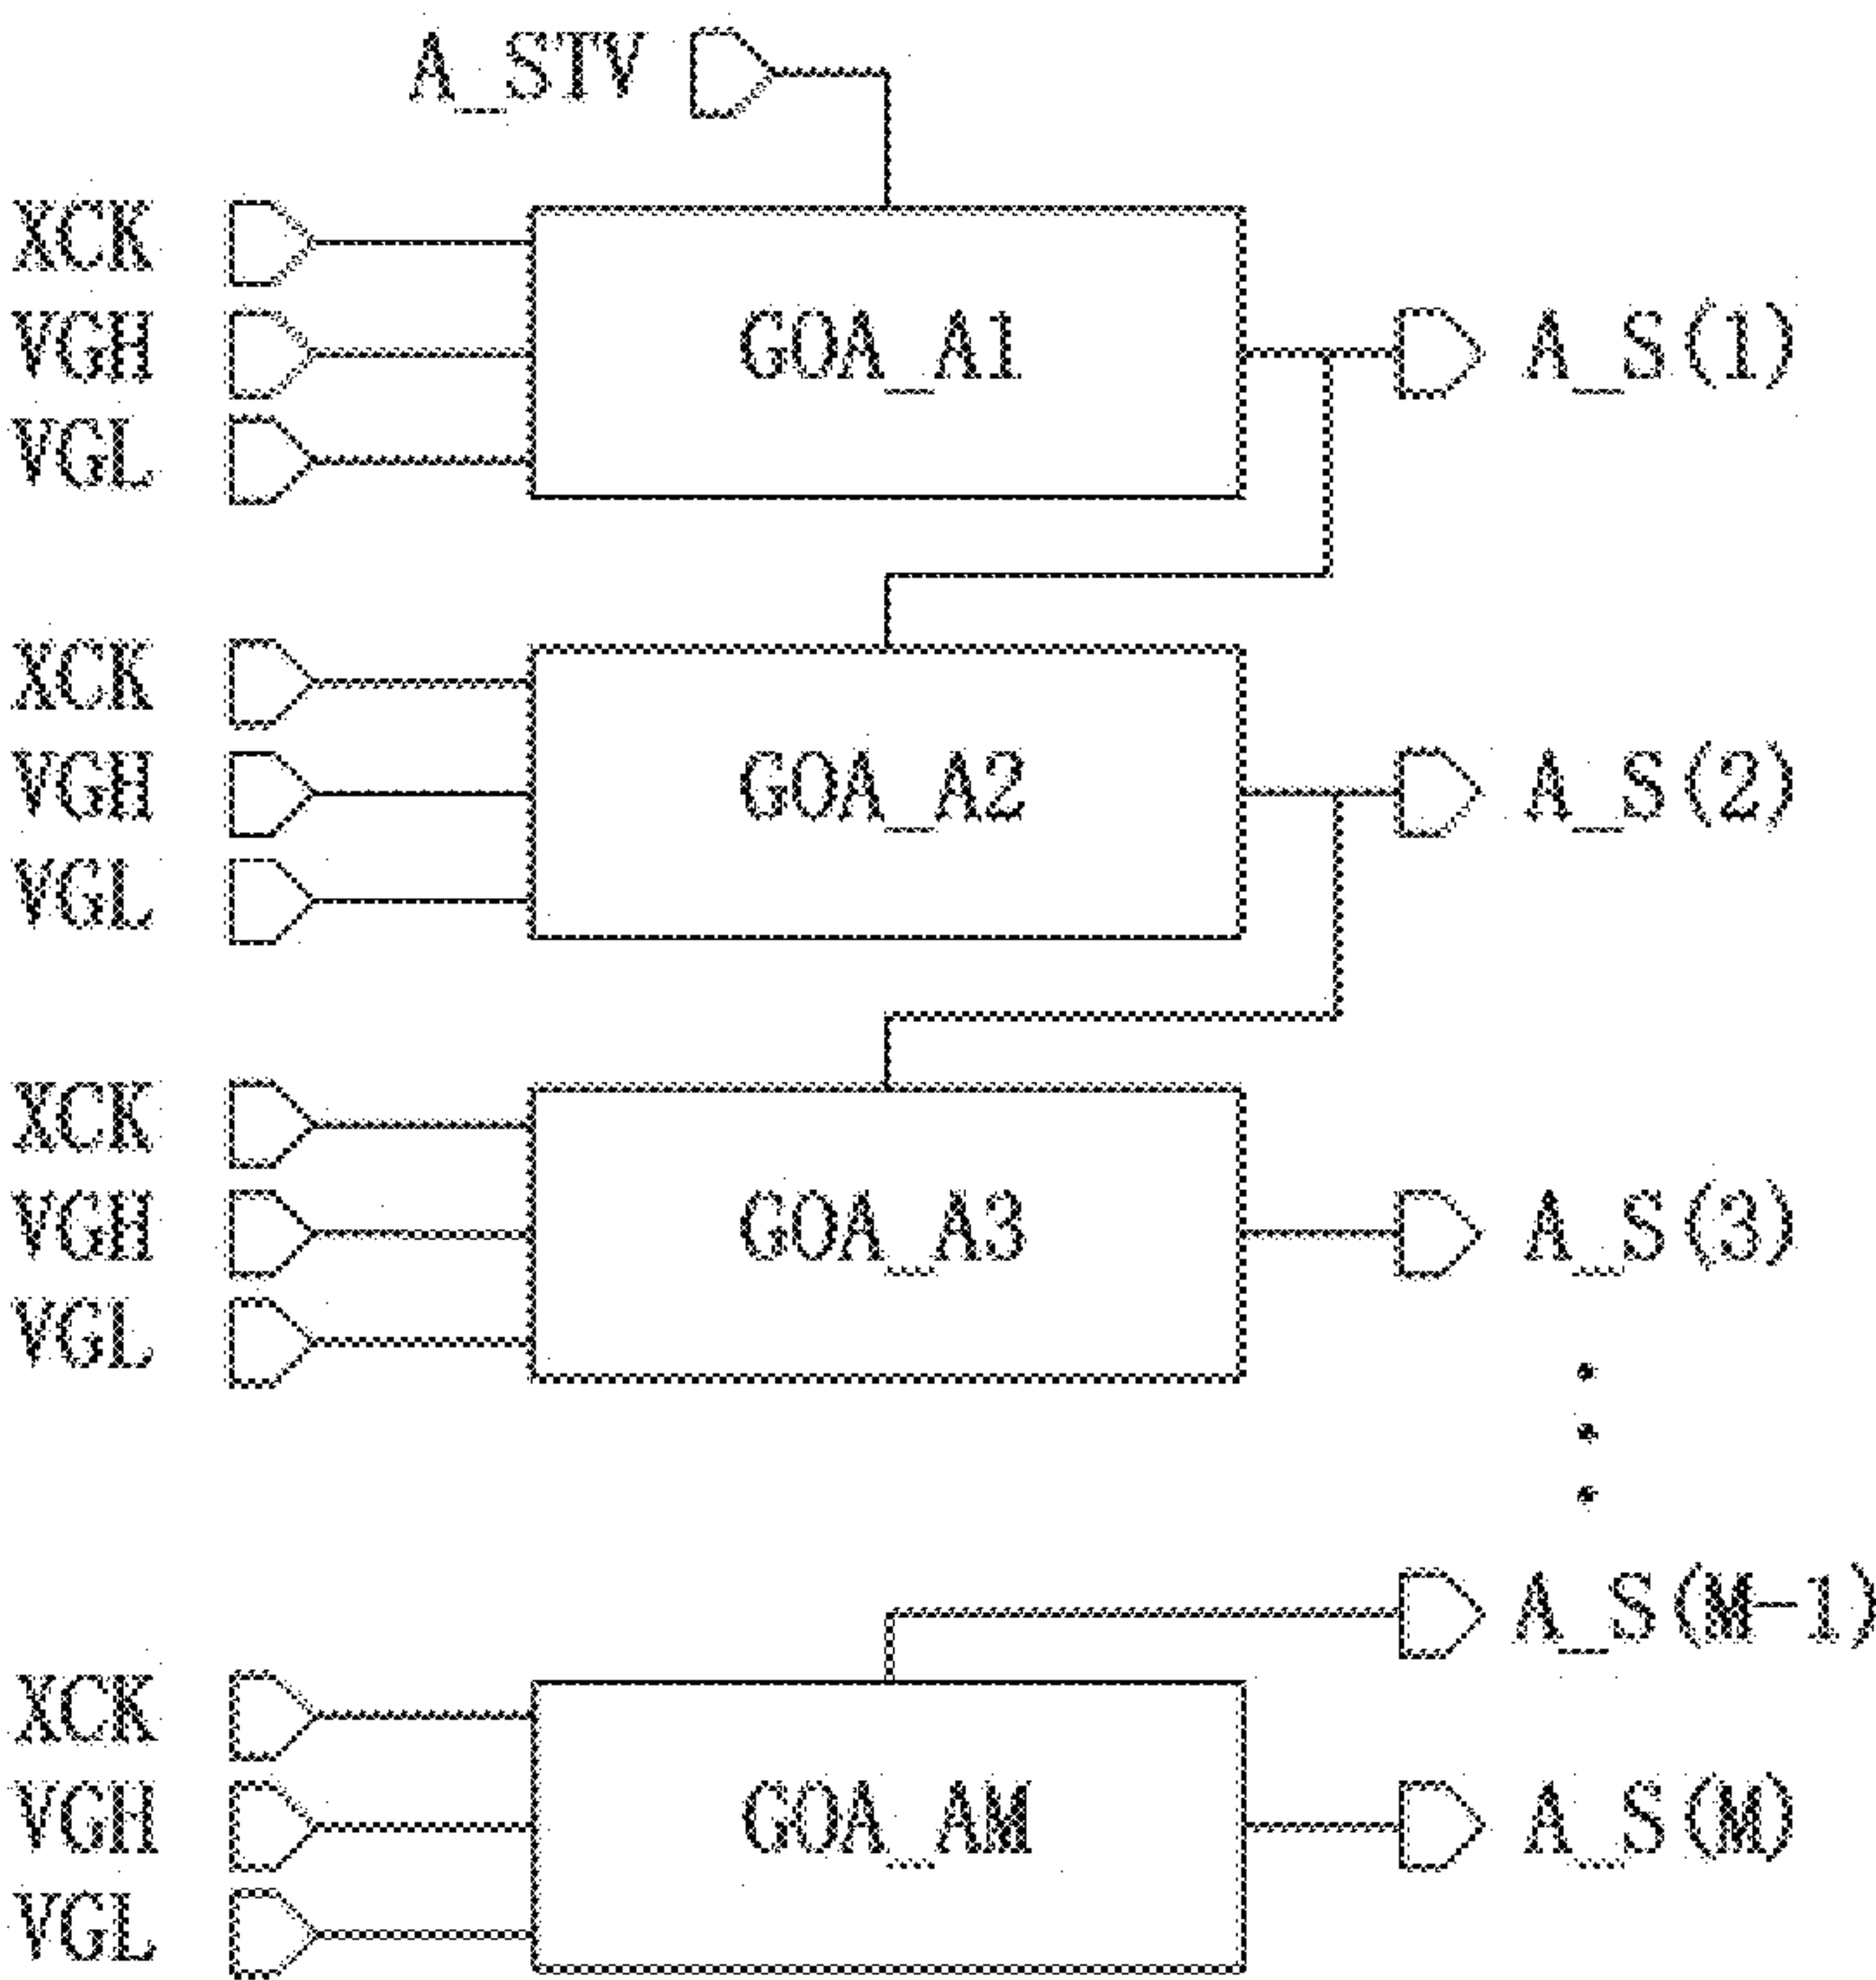 A_STV
XCK
VGH
VGL
GOA_A1
A_S(1)
XCK
VGH
VGL
GOA_A2
A_S(2)
XCK
VGH
VGL
GOA_A3
A_S(3)
A_S(M-1)
XCK
VGH
VGL
GOA_AM
A_S(M)